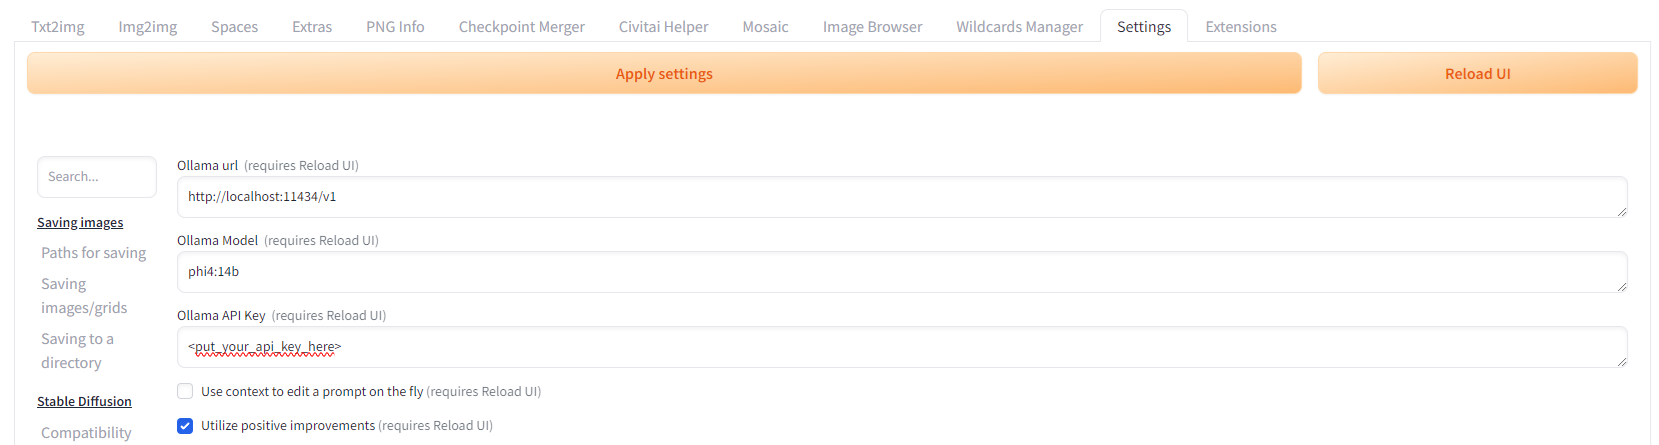 Txt2img Img2img Spaces Extras PNG Info Checkpoint Merger Civitai Helper Mosaic Image Browser Wildcards Manager Settings Extensions
Apply settings Reload UI
Search...
Saving images
Paths for saving
Saving
images/grids
Saving to a
directory
Stable Diffusion
Compatibility
Ollama url (requires Reload UI)
http://localhost:11434/v1
Ollama Model (requires Reload UI)
phi4:14b
Ollama API Key (requires Reload UI)
<put_your_api_key_here>
Use context to edit a prompt on the fly (requires Reload UI)
Utilize positive improvements (requires Reload UI)